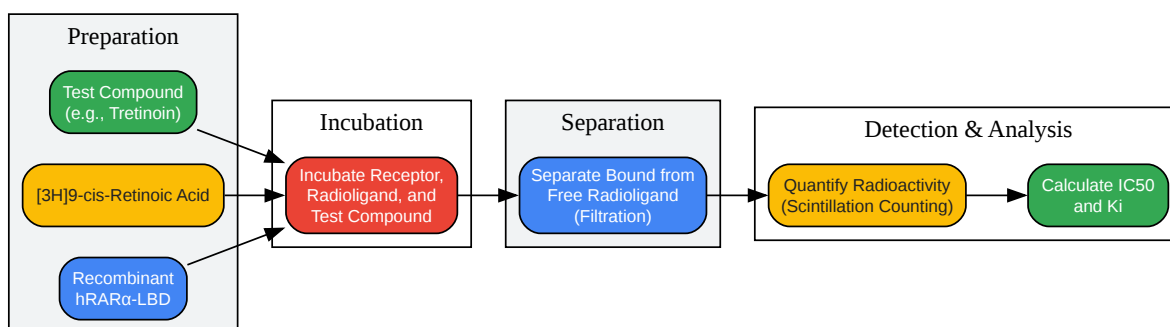 Preparation
Test Compound
(e.g., Tretinoin)
[3H]9-cis-Retinoic Acid
Recombinant
hRARα-LBD
Incubation
Incubate Receptor,
Radioligand, and
Test Compound
Separation
Separate Bound from
Free Radioligand
(Filtration)
Detection & Analysis
Quantify Radioactivity
(Scintillation Counting)
Calculate IC50
and Ki